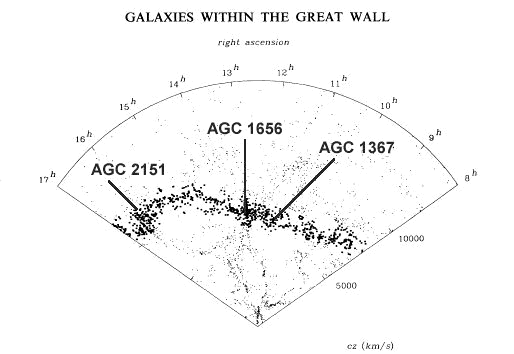 GALAXIES WITHIN THE GREAT WALL
right ascension
17h
16h
15h
14h
13h
12h
11h
10h
9h
8h
AGC 2151
AGC 1656
AGC 1367
10000
5000
cz (km/s)